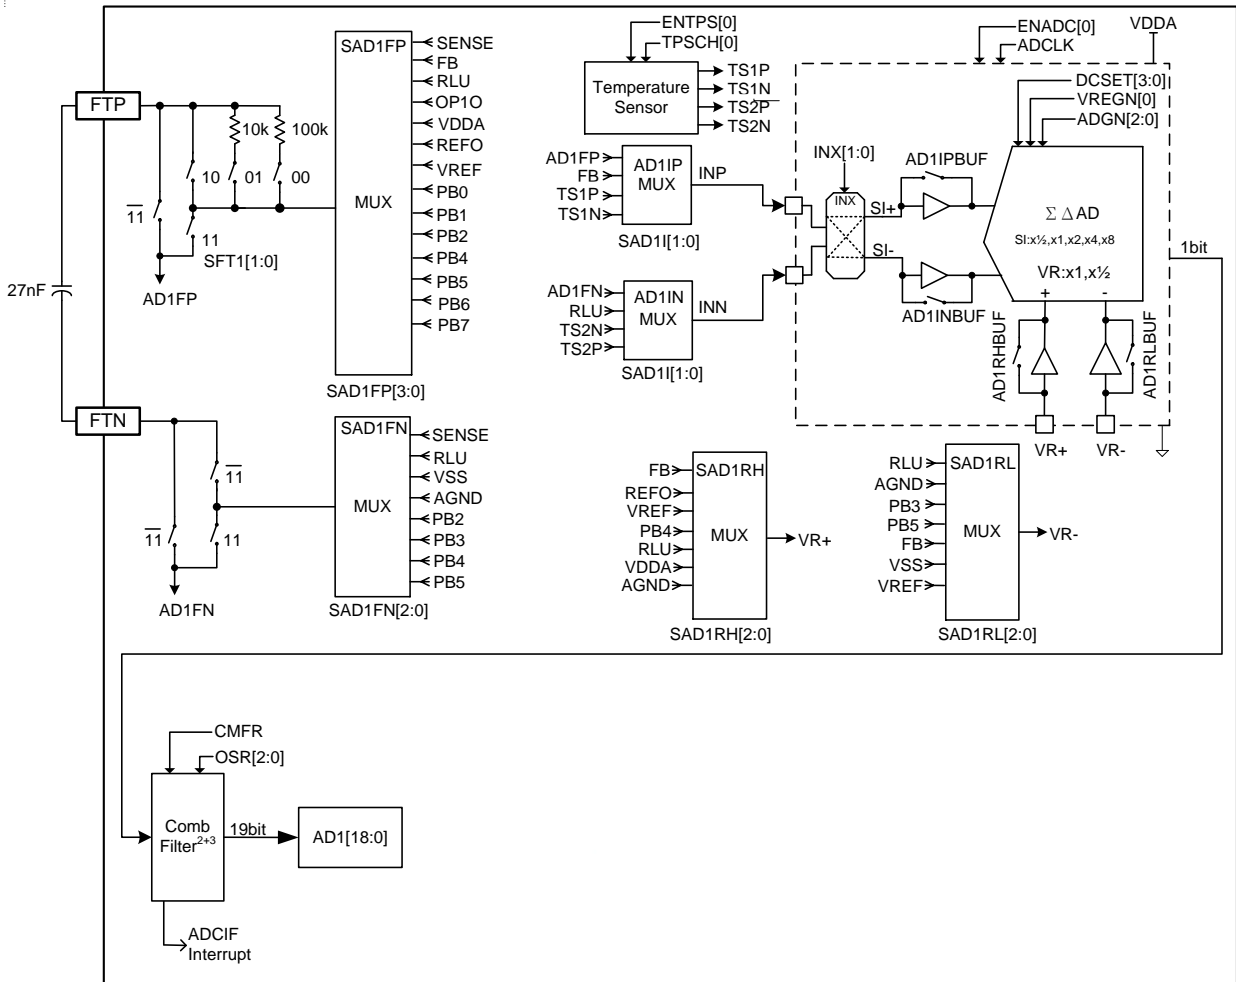 FTP
27nF
FTN
10k
100k
10
01
00
1̅1̅
11
SFT1[1:0]
AD1FP
SAD1FP
MUX
SENSE
FB
RLU
OP1O
VDDA
REFO
VREF
PB0
PB1
PB2
PB4
PB5
PB6
PB7
SAD1FP[3:0]
1̅1̅
1̅1̅
11
AD1FN
SAD1FN
MUX
SENSE
RLU
VSS
AGND
PB2
PB3
PB4
PB5
SAD1FN[2:0]
ENTPS[0]
TPSCH[0]
Temperature
Sensor
TS1P
TS1N
TS2P
TS2N
AD1FP
FB
TS1P
TS1N
AD1IP
MUX
INP
SAD1I[1:0]
AD1FN
RLU
TS2N
TS2P
AD1IN
MUX
INN
SAD1I[1:0]
ENADC[0]
ADCLK
VDDA
DCSET[3:0]
VREGN[0]
ADGN[2:0]
INX[1:0]
INX
SI+
SI-
AD1IPBUF
AD1INBUF
Σ Δ AD
SI:x½,x1,x2,x4,x8
VR:x1,x½
+
-
1bit
AD1RHBUF
AD1RLBUF
VR+
VR-
FB
REFO
VREF
PB4
RLU
VDDA
AGND
SAD1RH
MUX
VR+
SAD1RH[2:0]
RLU
AGND
PB3
PB5
FB
VSS
VREF
SAD1RL
MUX
VR-
SAD1RL[2:0]
CMFR
OSR[2:0]
Comb
Filter²⁺³
19bit
AD1[18:0]
ADCIF
Interrupt